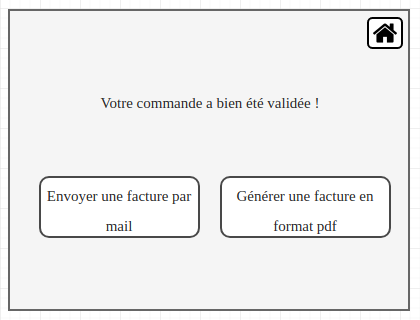 Votre commande a bien été validée !
Envoyer une facture par
mail
Générer une facture en
format pdf